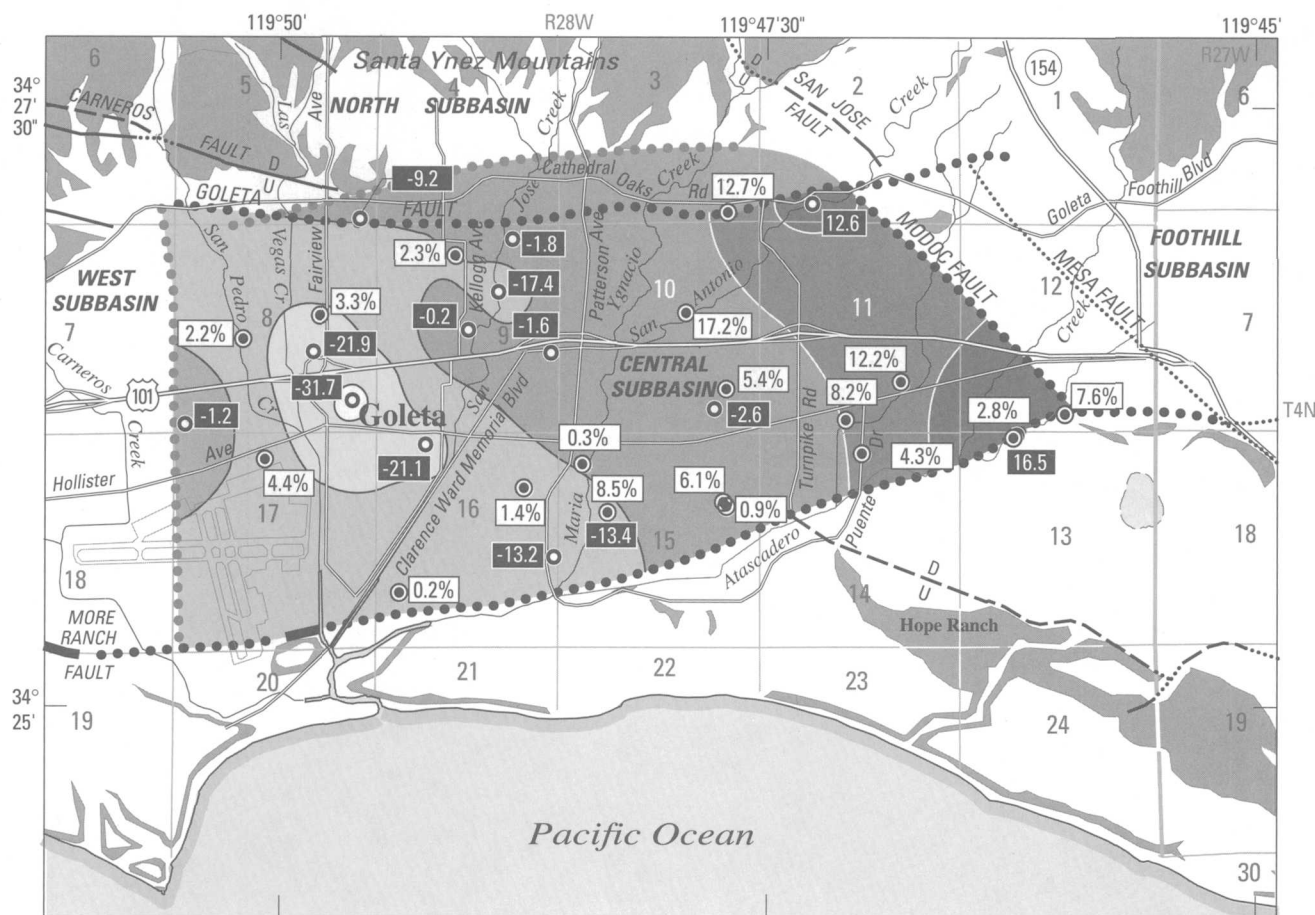 119°50'
R28W
119°47'30"
119°45'
R27W
34°
27'
30"
6
5
4
3
2
1
6
Santa Ynez Mountains
NORTH SUBBASIN
154
CARNEROS
FAULT
D
U
Las
Vegas Cr
Ave
Fairview
Creek
Jose
San
D
U
SAN JOSE
FAULT
Creek
GOLETA
FAULT
-9.2
Cathedral
Oaks
Rd
Creek
12.7%
12.6
Goleta
Foothill Blvd
MODOC FAULT
MESA FAULT
FOOTHILL
SUBBASIN
WEST
SUBBASIN
San
Pedro
Cr
2.3%
Kellogg Ave
-1.8
-17.4
Patterson Ave
Ygnacio
10
San
Antonio
11
12
Creek
7
7
8
3.3%
2.2%
-21.9
-0.2
9
-1.6
17.2%
CENTRAL
SUBBASIN
12.2%
Carneros
Creek
101
-31.7
Goleta
5.4%
-2.6
8.2%
7.6%
2.8%
T4N
-1.2
Hollister
Ave
-21.1
0.3%
Turnpike Rd
4.3%
16.5
4.4%
17
16
1.4%
Clarence Ward Memorial Blvd
Maria
8.5%
-13.4
6.1%
0.9%
15
Puente
Dr
13
18
18
-13.2
Atascadero
0.2%
D
U
14
Hope Ranch
MORE
RANCH
FAULT
20
21
22
23
24
19
34°
25'
19
Pacific Ocean
30